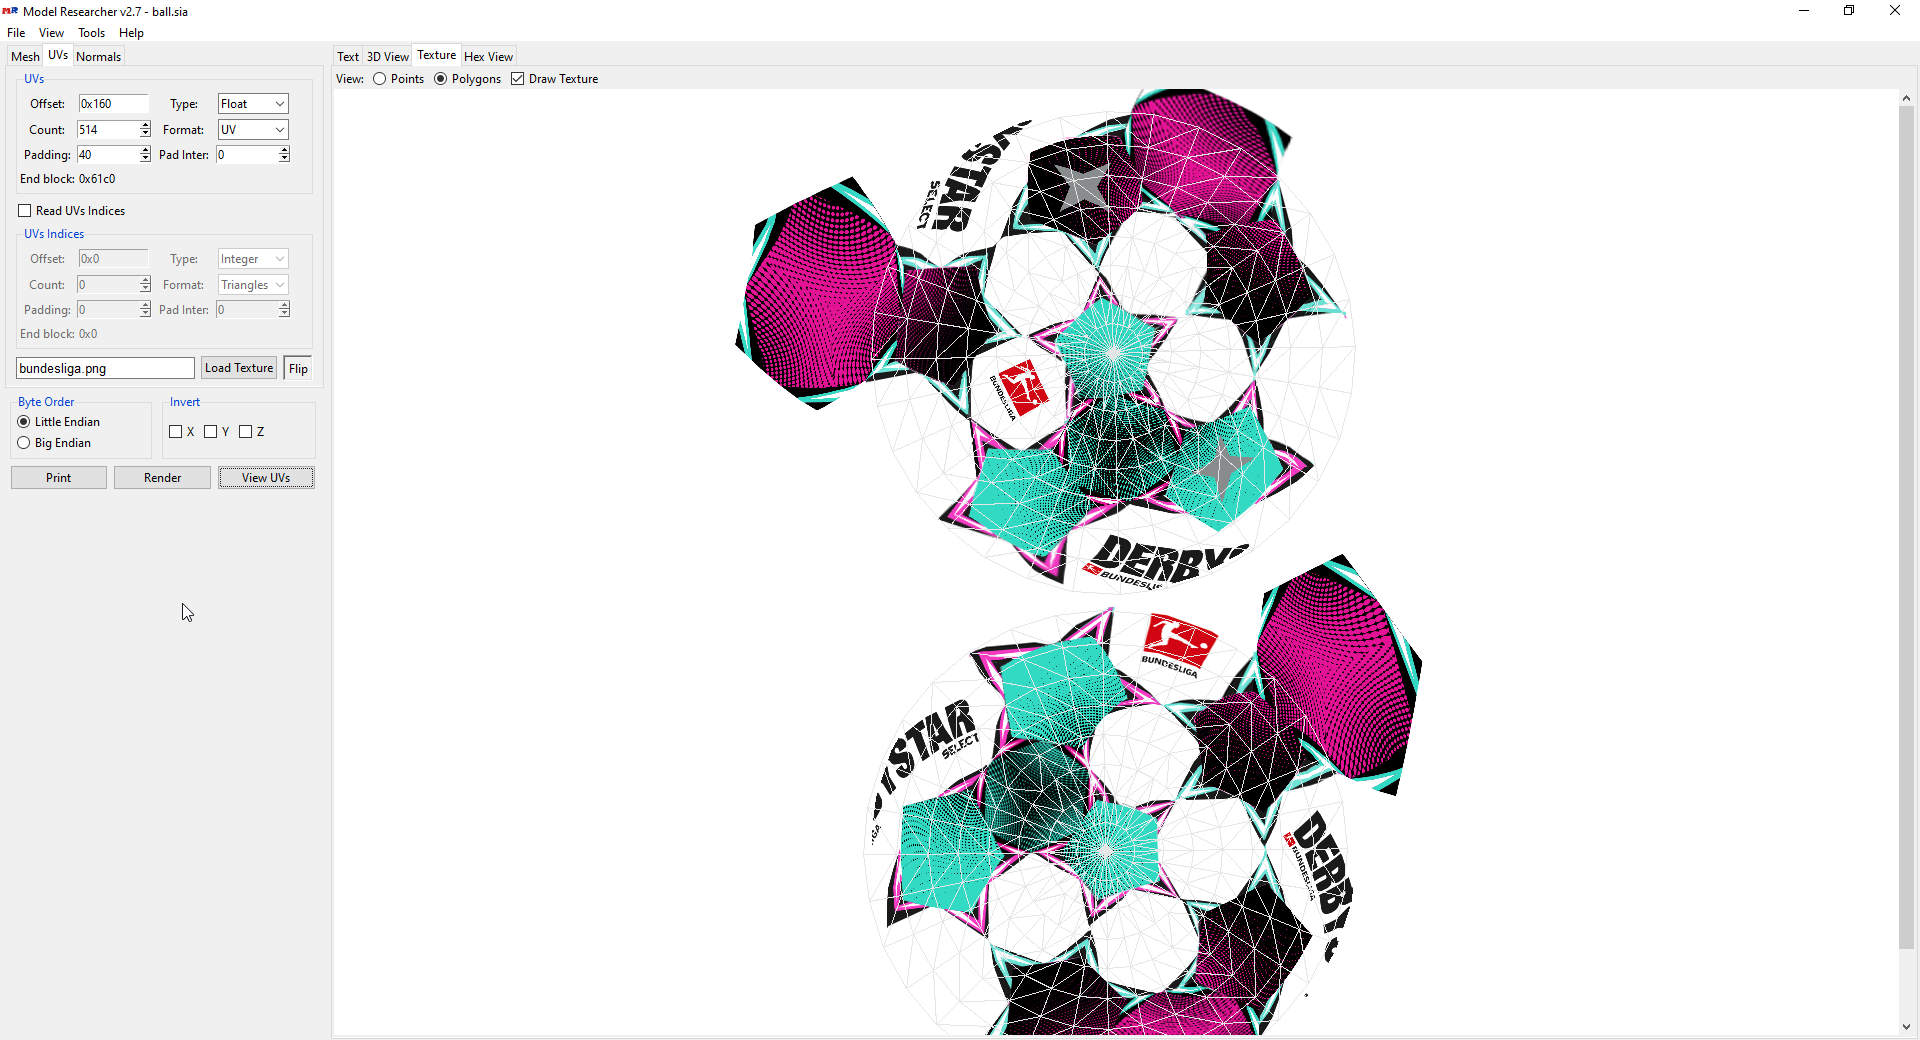 Model Researcher v2.7 - ball.sia
File View Tools Help
Mesh UVs Normals
Text 3D View Texture Hex View
View: Points Polygons Draw Texture
UVs
Offset: 0x160 Type: Float
Count: 514 Format: UV
Padding: 40 Pad Inter: 0
End block: 0x61c0
Read UVs Indices
UVs Indices
Offset: 0x0 Type: Integer
Count: 0 Format: Triangles
Padding: 0 Pad Inter: 0
End block: 0x0
bundesliga.png Load Texture Flip
Byte Order Invert
Little Endian X Y Z
Big Endian
Print Render View UVs
STAR
SELECT
BUNDESLIGA
DERBY
BUNDESLIG
BUNDESLIGA
YSTAR
SELECT
IGA
DERBY
BUNDESLIGA